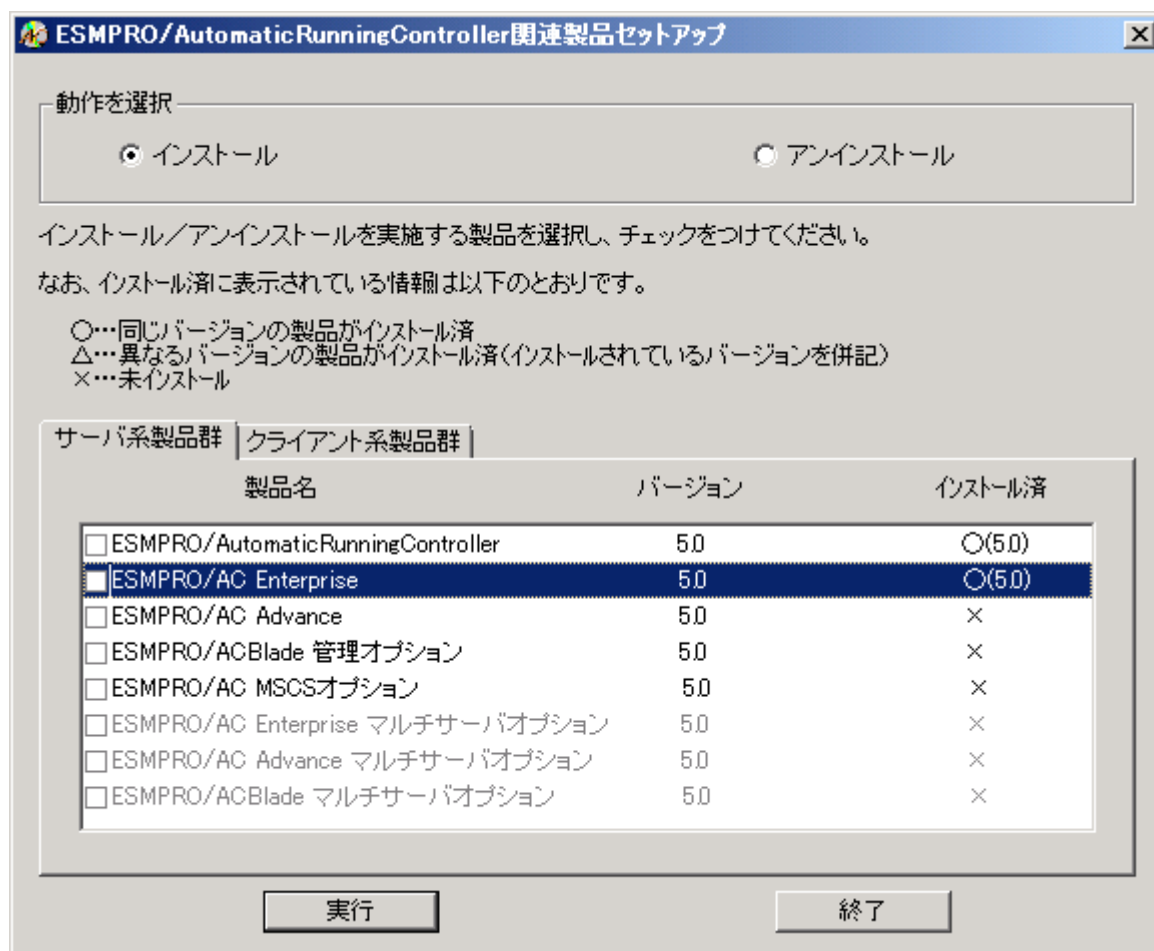 ESMPRO/AutomaticRunningController関連製品セットアップ
動作を選択
インストール アンインストール
インストール／アンインストールを実施する製品を選択し、チェックをつけてください。
なお、インストール済に表示されている情報は以下のとおりです。
○…同じバージョンの製品がインストール済
△…異なるバージョンの製品がインストール済(インストールされているバージョンを併記)
×…未インストール
サーバ系製品群 クライアント系製品群
製品名 バージョン インストール済
ESMPRO/AutomaticRunningController 5.0 ○(5.0)
ESMPRO/AC Enterprise 5.0 ○(5.0)
ESMPRO/AC Advance 5.0 ×
ESMPRO/ACBlade 管理オプション 5.0 ×
ESMPRO/AC MSCSオプション 5.0 ×
ESMPRO/AC Enterprise マルチサーバオプション 5.0 ×
ESMPRO/AC Advance マルチサーバオプション 5.0 ×
ESMPRO/ACBlade マルチサーバオプション 5.0 ×
実行 終了